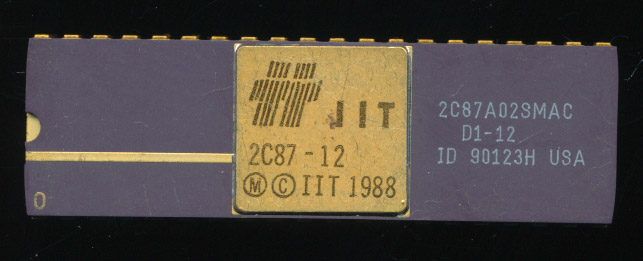 IIT
2C87-12
Ⓜ © IIT 1988
2C87A02SMAC
D1-12
ID 90123H USA
0